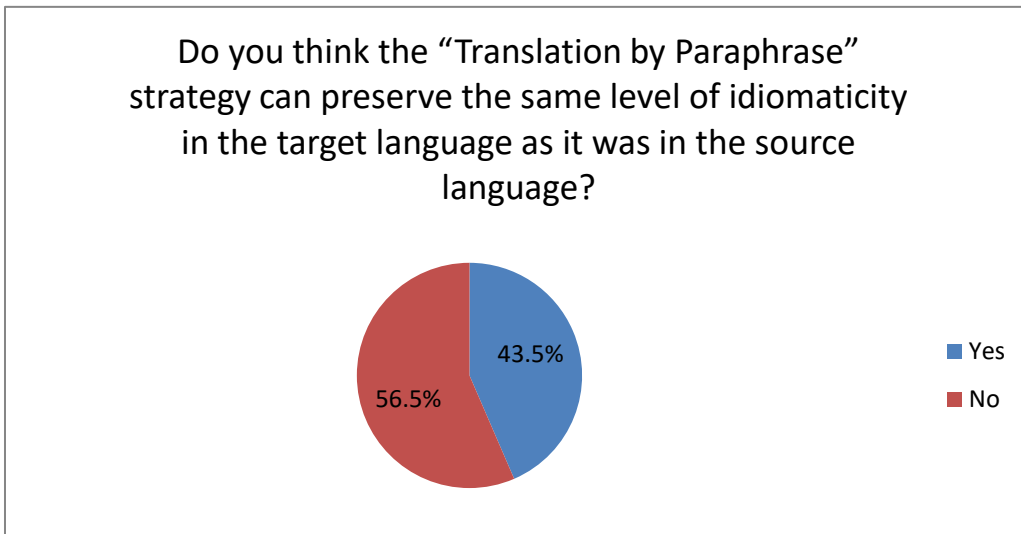 Do you think the “Translation by Paraphrase”
strategy can preserve the same level of idiomaticity
in the target language as it was in the source
language?
43.5%
56.5%
Yes
No